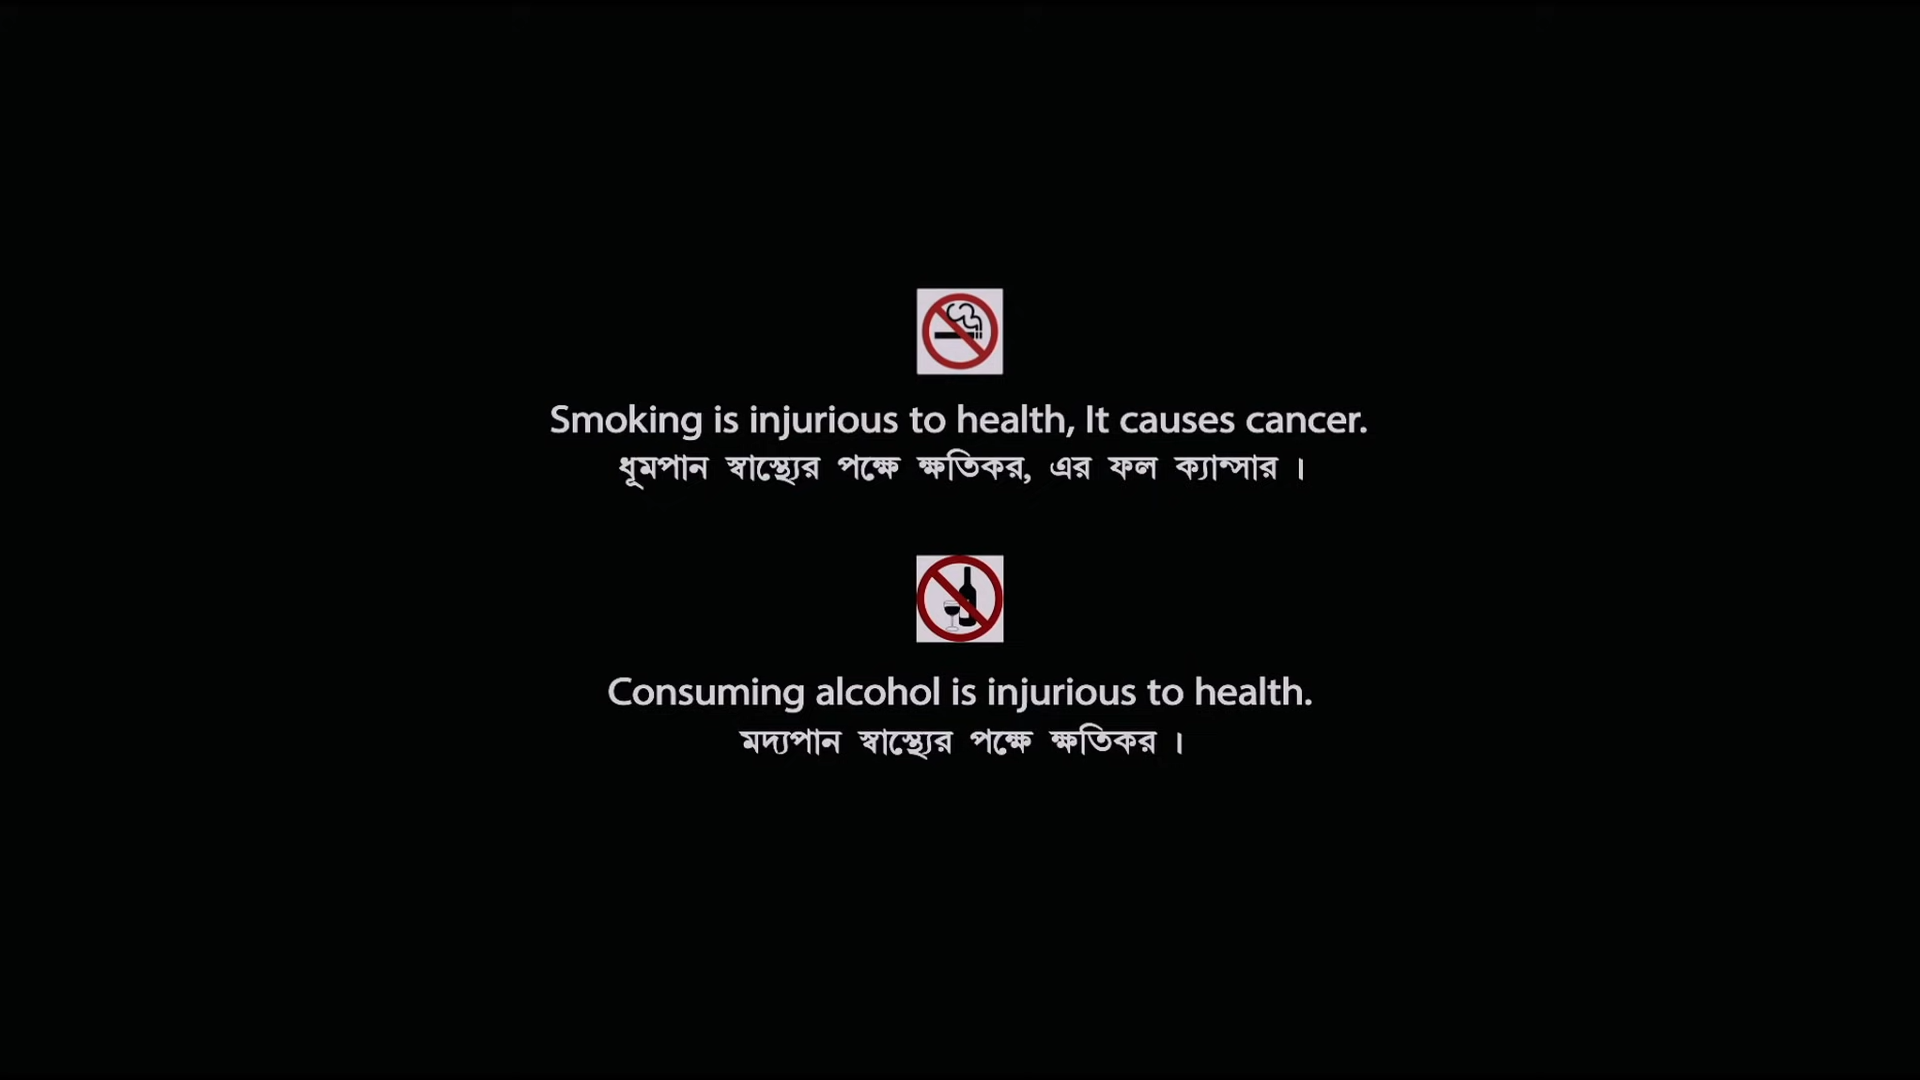 Smoking is injurious to health, It causes cancer.
ধূমপান স্বাস্থ্যের পক্ষে ক্ষতিকর, এর ফল ক্যান্সার ।
Consuming alcohol is injurious to health.
মদ্যপান স্বাস্থ্যের পক্ষে ক্ষতিকর ।